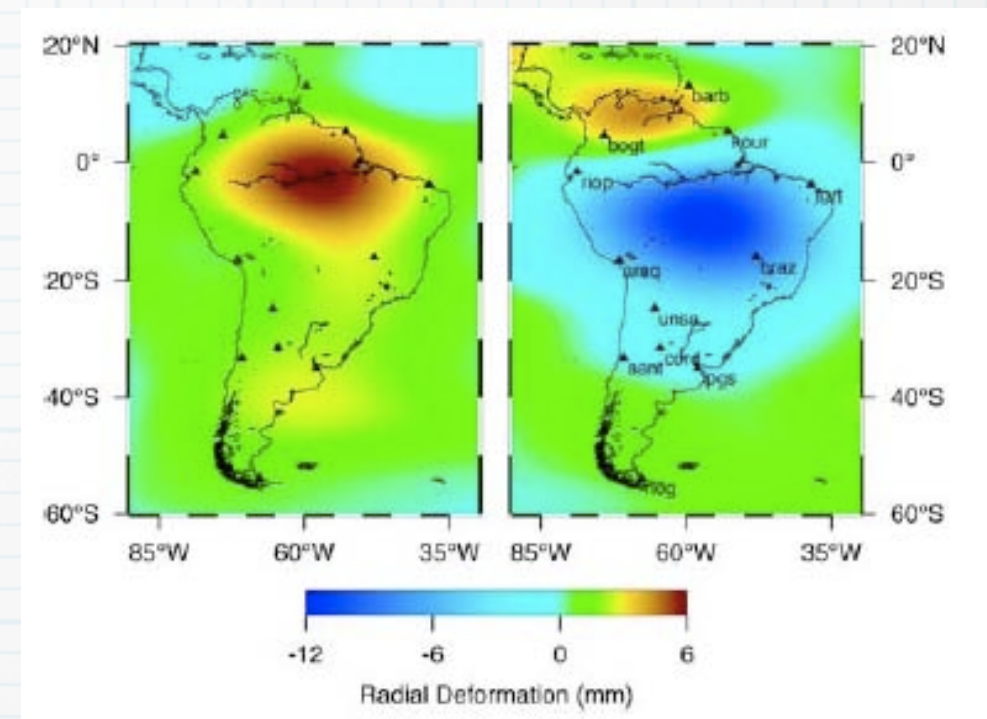 20°N
0°
20°S
40°S
60°S
85°W 60°W 35°W
barb
bogt
kour
riop
fort
areq
braz
unsa
cord
sant
lpgs
riog
20°N
0°
20°S
40°S
60°S
85°W 60°W 35°W
-12 -6 0 6
Radial Deformation (mm)